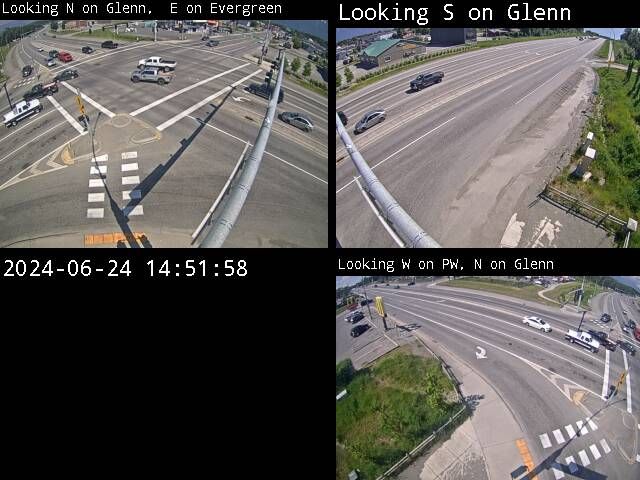 Looking N on Glenn,  E on Evergreen
Looking S on Glenn
2024-06-24 14:51:58
Looking W on PW, N on Glenn